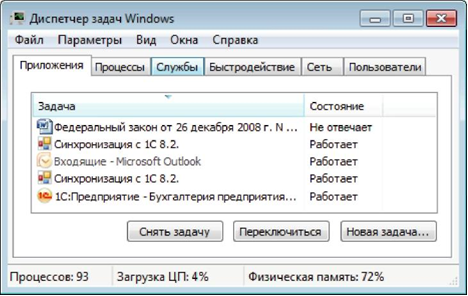 Диспетчер задач Windows
Файл Параметры Вид Окна Справка
Приложения Процессы Службы Быстродействие Сеть Пользователи
Задача Состояние
Федеральный закон от 26 декабря 2008 г. N ... Не отвечает
Синхронизация с 1С 8.2. Работает
Входящие - Microsoft Outlook Работает
Синхронизация с 1С 8.2. Работает
1С:Предприятие - Бухгалтерия предприятия... Работает
Снять задачу Переключиться Новая задача...
Процессов: 93 Загрузка ЦП: 4% Физическая память: 72%